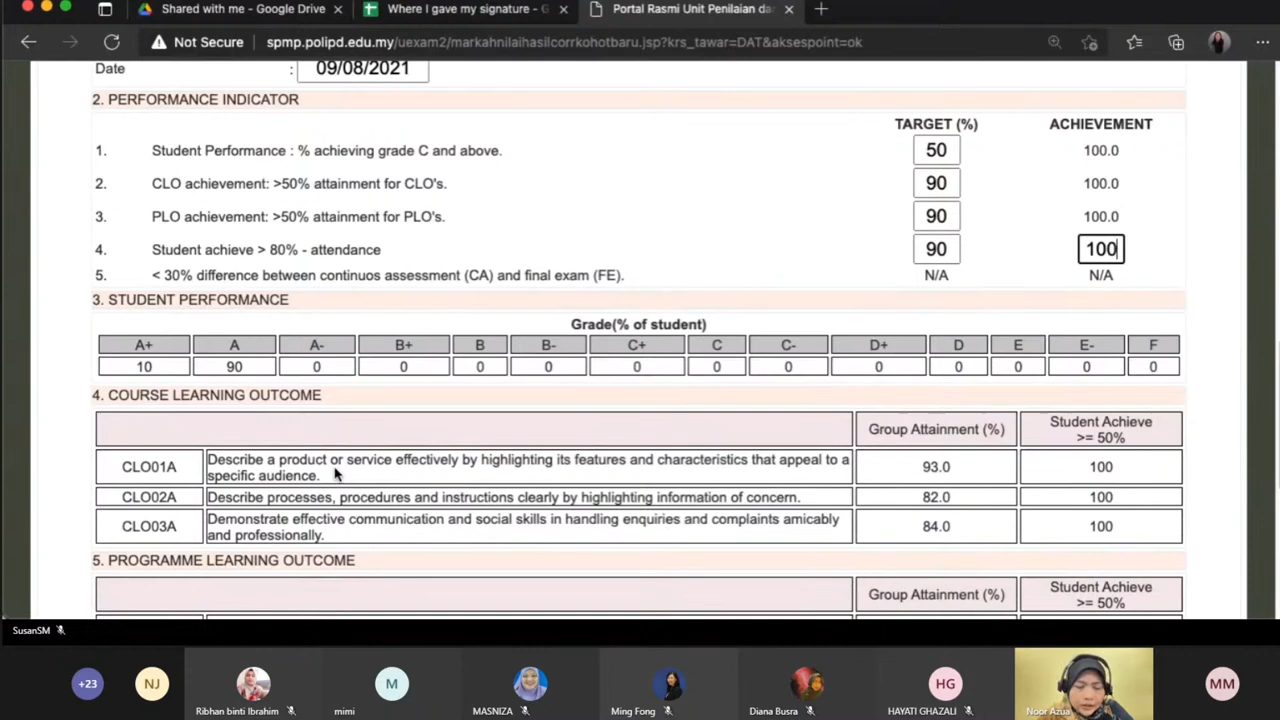 Shared with me - Google Drive
Where I gave my signature - G
Portal Rasmi Unit Penilaian da
Not Secure
spmp.polipd.edu.my/uexam2/markahnilaihasilcorrkohotbaru.jsp?krs_tawar=DAT&aksespoint=ok
Date : 09/08/2021
2. PERFORMANCE INDICATOR
TARGET (%) ACHIEVEMENT
1. Student Performance : % achieving grade C and above. 50 100.0
2. CLO achievement: >50% attainment for CLO's. 90 100.0
3. PLO achievement: >50% attainment for PLO's. 90 100.0
4. Student achieve > 80% - attendance 90 100
5. < 30% difference between continuos assessment (CA) and final exam (FE). N/A N/A
3. STUDENT PERFORMANCE
Grade(% of student)
A+ A A- B+ B B- C+ C C- D+ D E E- F
10 90 0 0 0 0 0 0 0 0 0 0 0 0
4. COURSE LEARNING OUTCOME
Group Attainment (%) Student Achieve
>= 50%
CLO01A Describe a product or service effectively by highlighting its features and characteristics that appeal to a
specific audience. 93.0 100
CLO02A Describe processes, procedures and instructions clearly by highlighting information of concern. 82.0 100
CLO03A Demonstrate effective communication and social skills in handling enquiries and complaints amicably
and professionally. 84.0 100
5. PROGRAMME LEARNING OUTCOME
Group Attainment (%) Student Achieve
>= 50%
SusanSM
+23
NJ
M
HG
MM
Ribhan binti Ibrahim
mimi
MASNIZA
Ming Fong
Diana Busra
HAYATI GHAZALI
Noor Azua